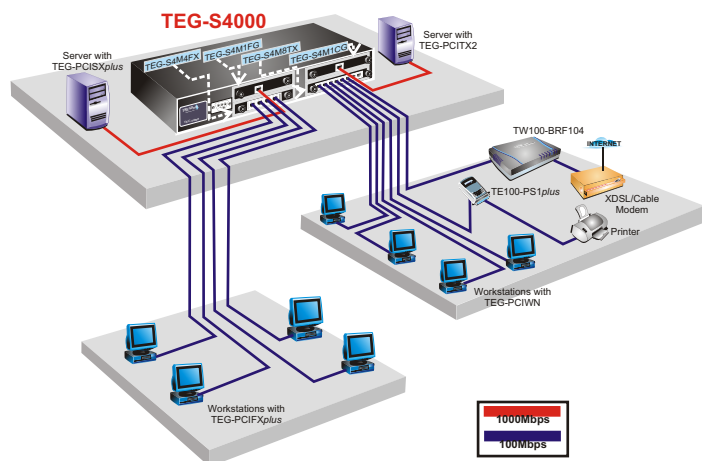 TEG-S4000
Server with
TEG-PCISXplus
TEG-S4M4FX
TEG-S4M1FG
TEG-S4M8TX
TEG-S4M1CG
Server with
TEG-PCITX2
TW100-BRF104
INTERNET
TE100-PS1plus
XDSL/Cable
Modem
Printer
Workstations with
TEG-PCIWN
Workstations with
TEG-PCIFXplus
1000Mbps
100Mbps